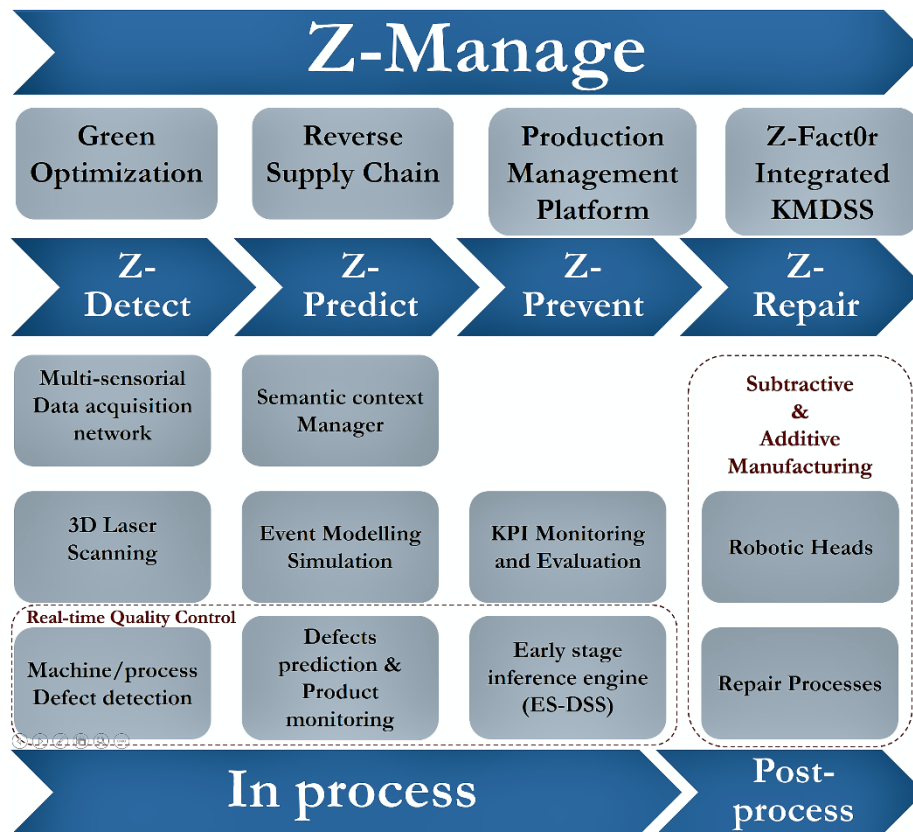 Z-Manage
Green
Optimization
Reverse
Supply Chain
Production
Management
Platform
Z-Fact0r
Integrated
KMDSS
Z-
Detect
Z-
Predict
Z-
Prevent
Z-
Repair
Multi-sensorial
Data acquisition
network
Semantic context
Manager
Subtractive
&
Additive
Manufacturing
3D Laser
Scanning
Event Modelling
Simulation
KPI Monitoring
and Evaluation
Robotic Heads
Real-time Quality Control
Machine/process
Defect detection
Defects
prediction &
Product
monitoring
Early stage
inference engine
(ES-DSS)
Repair Processes
In process
Post-
process